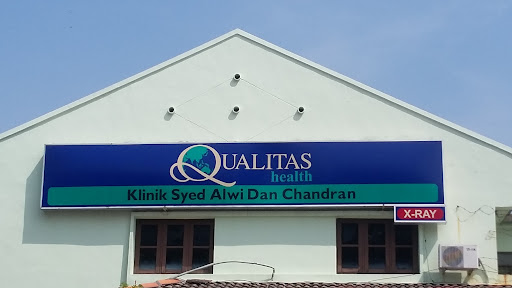 QUALITAS
health
Klinik Syed Alwi Dan Chandran
X-RAY